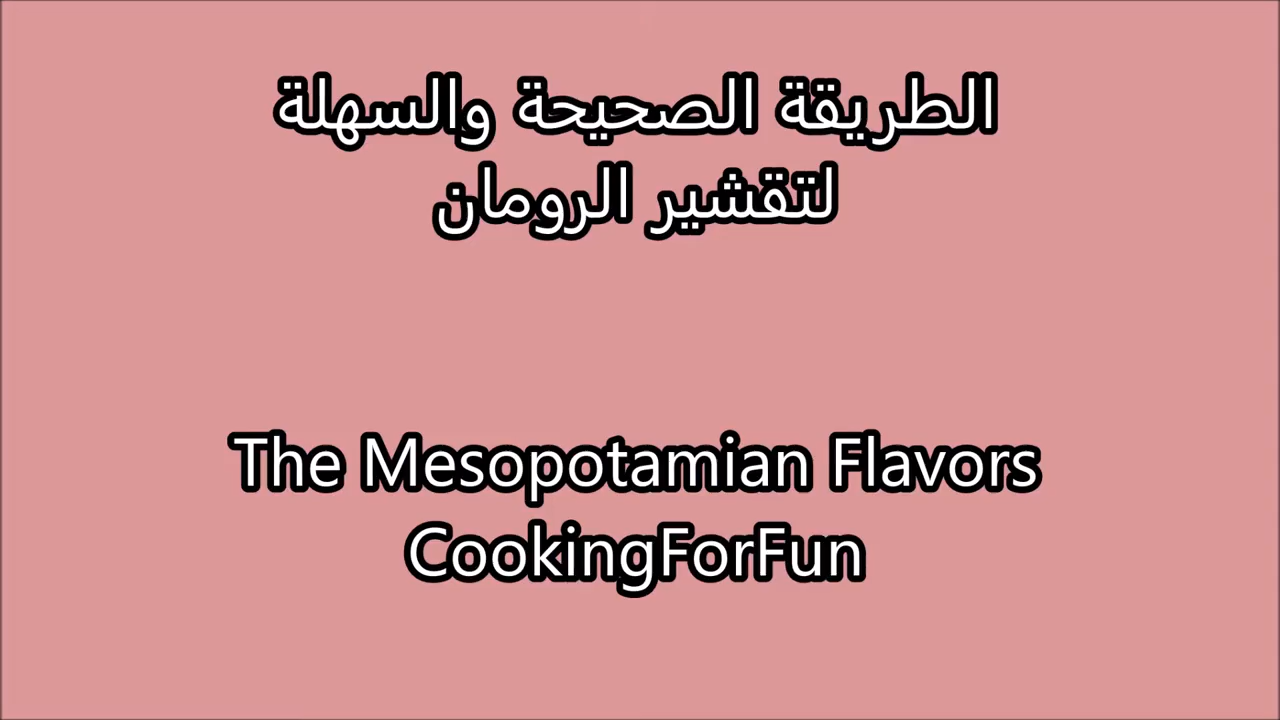 الطريقة الصحيحة والسهلة
لتقشير الرومان
The Mesopotamian Flavors
CookingForFun